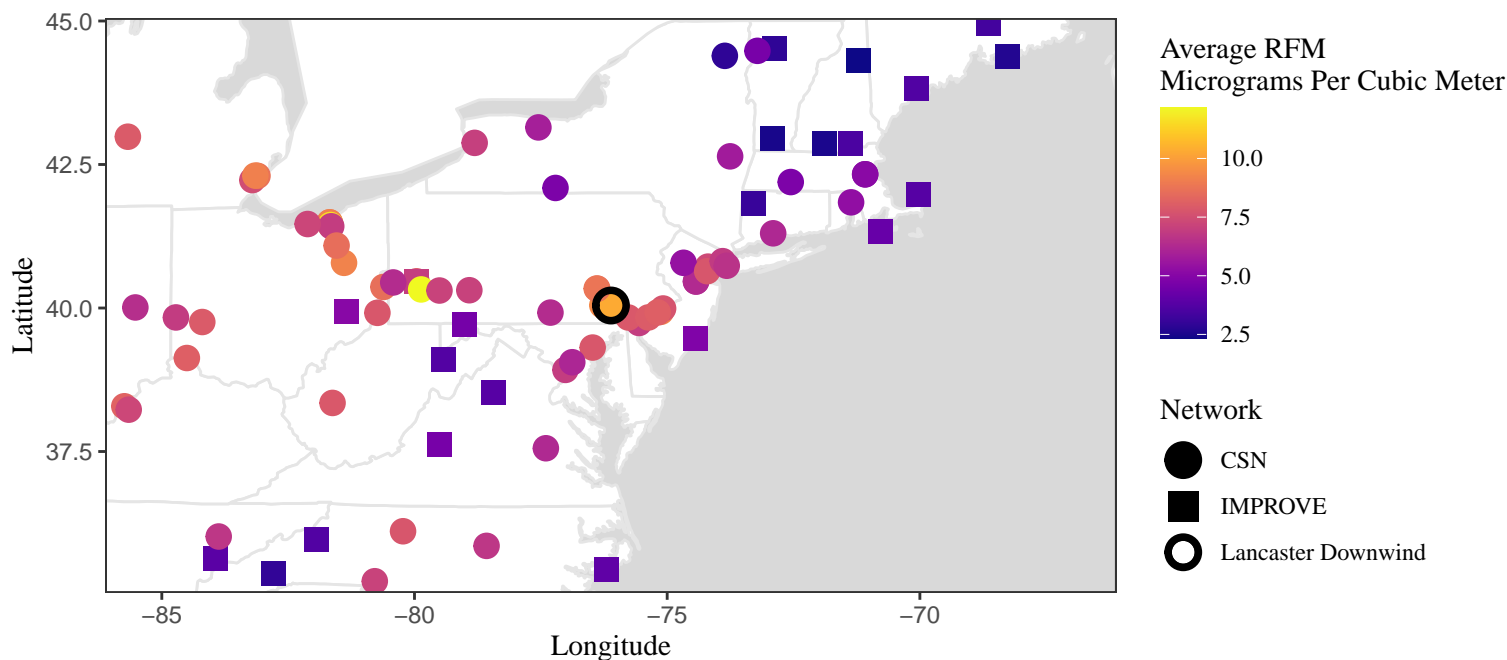 45.0
42.5
40.0
37.5
Latitude
−85
−80
−75
−70
Longitude
Average RFM
Micrograms Per Cubic Meter
10.0
7.5
5.0
2.5
Network
CSN
IMPROVE
Lancaster Downwind